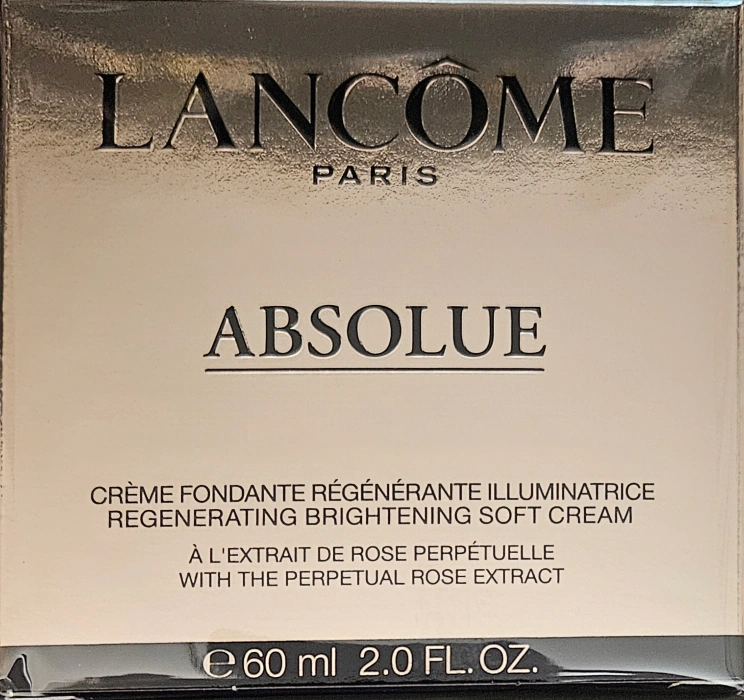 LANCÔME
PARIS
ABSOLUE
CRÈME FONDANTE RÉGÉNÉRANTE ILLUMINATRICE
REGENERATING BRIGHTENING SOFT CREAM
À L'EXTRAIT DE ROSE PERPÉTUELLE
WITH THE PERPETUAL ROSE EXTRACT
℮ 60 ml 2.0 FL. OZ.